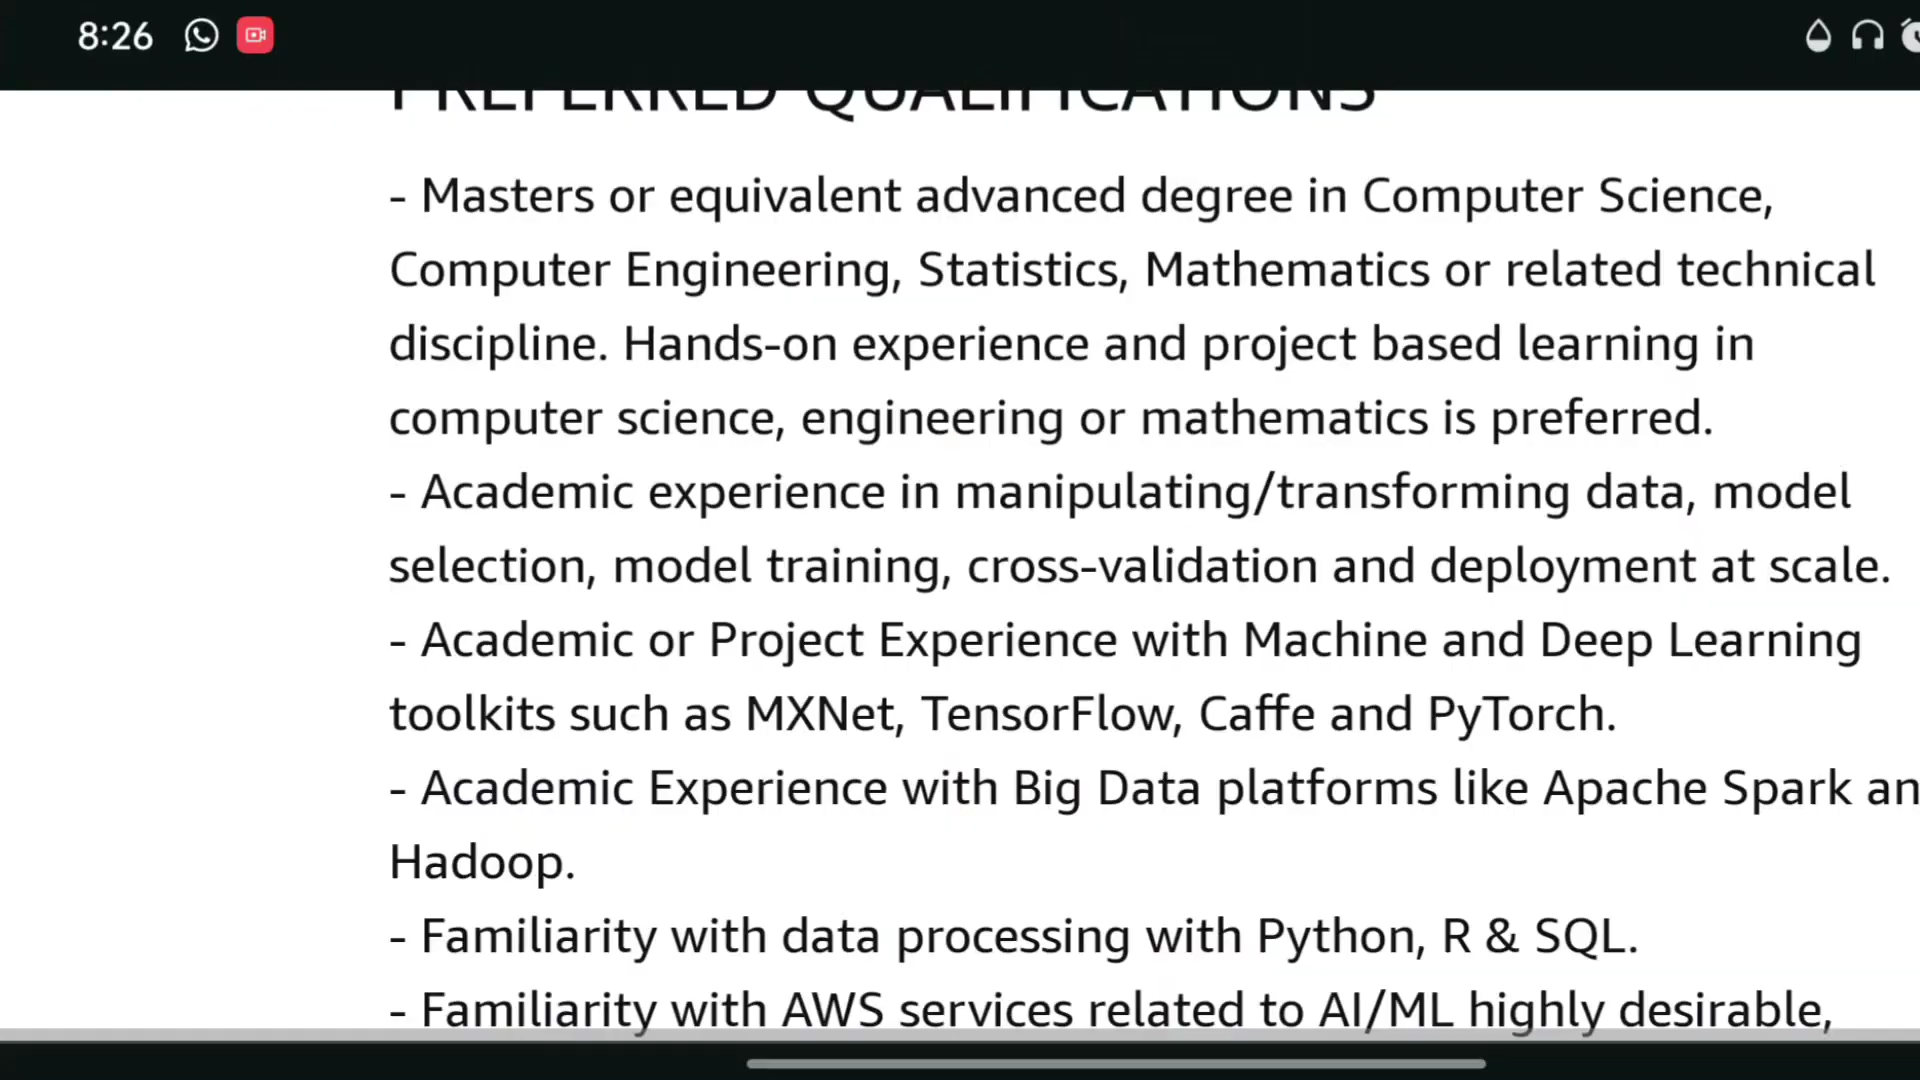 8:26
PREFERRED QUALIFICATIONS
- Masters or equivalent advanced degree in Computer Science,
Computer Engineering, Statistics, Mathematics or related technical
discipline. Hands-on experience and project based learning in
computer science, engineering or mathematics is preferred.
- Academic experience in manipulating/transforming data, model
selection, model training, cross-validation and deployment at scale.
- Academic or Project Experience with Machine and Deep Learning
toolkits such as MXNet, TensorFlow, Caffe and PyTorch.
- Academic Experience with Big Data platforms like Apache Spark an
Hadoop.
- Familiarity with data processing with Python, R & SQL.
- Familiarity with AWS services related to AI/ML highly desirable,